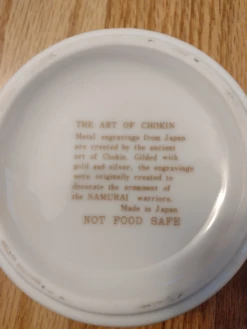 THE ART OF CHOKIN
Metal engravings from Japan
are created by the ancient
art of Chokin. Gilded with
gold and silver, the engravings
were originally created to
decorate the armament of
the SAMURAI warriors.
Made in Japan
NOT FOOD SAFE